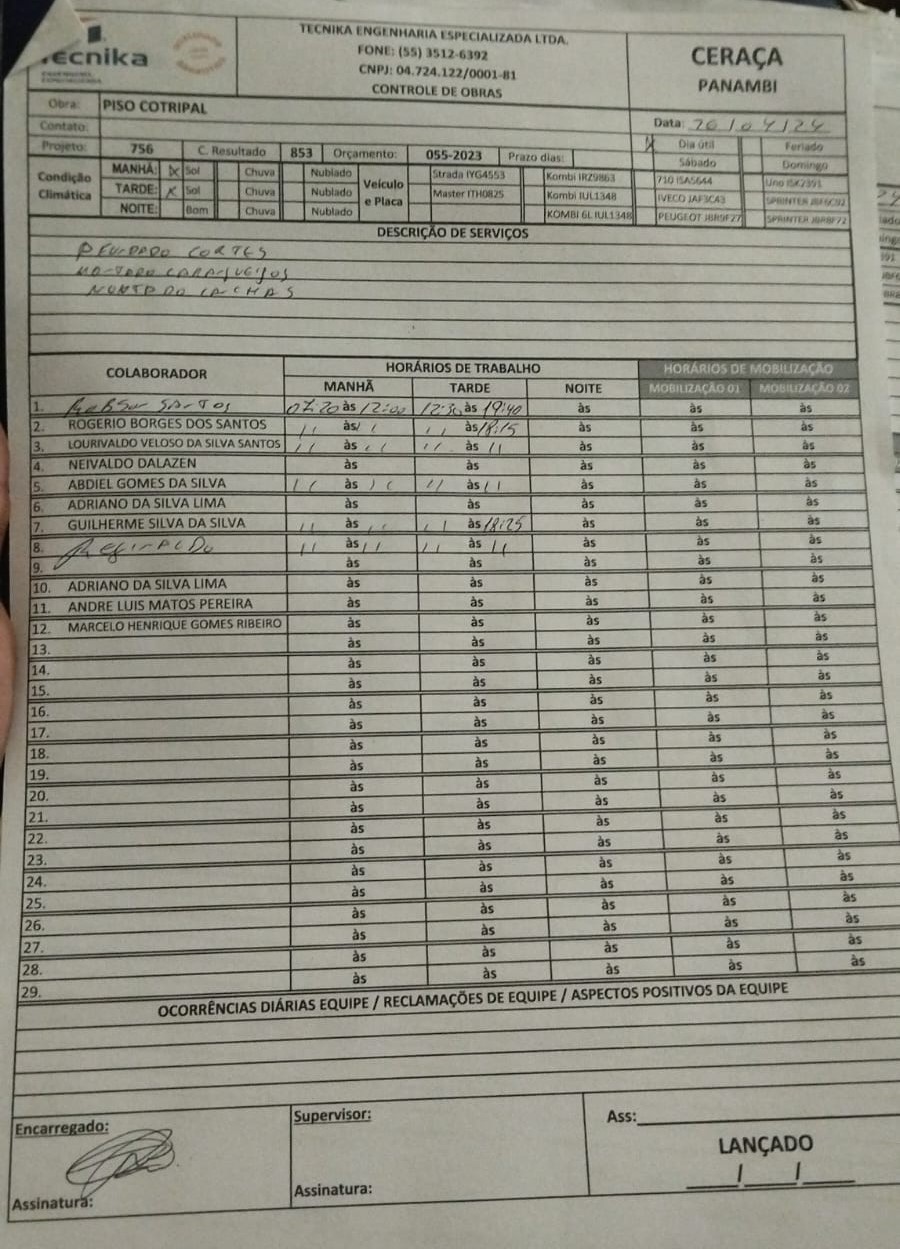 Tecnika
TECNIKA ENGENHARIA ESPECIALIZADA LTDA.
FONE: (55) 3512-6392
CNPJ: 04.724.122/0001-81
CONTROLE DE OBRAS
CERAÇA
PANAMBI
Obra: PISO COTRIPAL
Contato:
Data:
Projeto: 756 C. Resultado 853 Orçamento: 055-2023 Prazo dias:
X Dia útil Feriado
Sábado Domingo
Condição Climática
MANHÃ: X Sol Chuva Nublado
TARDE: X Sol Chuva Nublado
NOITE: Bom Chuva Nublado
Veículo e Placa
Strada IYG4553 Kombi IRZ9863 710 ISA5644 Uno ISK2391
Master ITH0825 Kombi IUL1348 IVECO JAF3C43 SPRINTER
KOMBI 6L IUL1348 PEUGEOT JBR9F27 SPRINTER
DESCRIÇÃO DE SERVIÇOS
CORTES
COLABORADOR HORÁRIOS DE TRABALHO HORÁRIOS DE MOBILIZAÇÃO
MANHÃ TARDE NOITE MOBILIZAÇÃO 01 MOBILIZAÇÃO 02
1. Robson SANTOS 07:20 às 12:00 12:30 às 19:40 às às às
2. ROGERIO BORGES DOS SANTOS '' às '' '' às 18:15 às às às
3. LOURIVALDO VELOSO DA SILVA SANTOS '' às '' '' às '' às às às
4. NEIVALDO DALAZEN às às às às às
5. ABDIEL GOMES DA SILVA '' às '' '' às '' às às às
6. ADRIANO DA SILVA LIMA às às às às às
7. GUILHERME SILVA DA SILVA '' às '' '' às 18:25 às às às
8. ReginALDo '' às '' '' às '' às às às
9. às às às às às
10. ADRIANO DA SILVA LIMA às às às às às
11. ANDRE LUIS MATOS PEREIRA às às às às às
12. MARCELO HENRIQUE GOMES RIBEIRO às às às às às
13. às às às às às
14. às às às às às
15. às às às às às
16. às às às às às
17. às às às às às
18. às às às às às
19. às às às às às
20. às às às às às
21. às às às às às
22. às às às às às
23. às às às às às
24. às às às às às
25. às às às às às
26. às às às às às
27. às às às às às
28. às às às às às
29. às às às às às
OCORRÊNCIAS DIÁRIAS EQUIPE / RECLAMAÇÕES DE EQUIPE / ASPECTOS POSITIVOS DA EQUIPE
Encarregado: Supervisor: Ass:
LANÇADO
Assinatura: Assinatura: / /